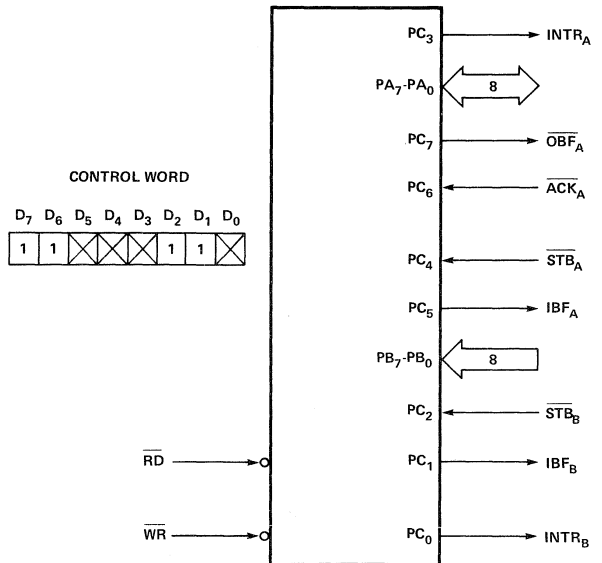 CONTROL WORD
D7 D6 D5 D4 D3 D2 D1 D0
1 1 1 1
RD
WR
PC3 INTRA
PA7-PA0 8
PC7 OBFA
PC6 ACKA
PC4 STBA
PC5 IBFA
PB7-PB0 8
PC2 STBB
PC1 IBFB
PC0 INTRB